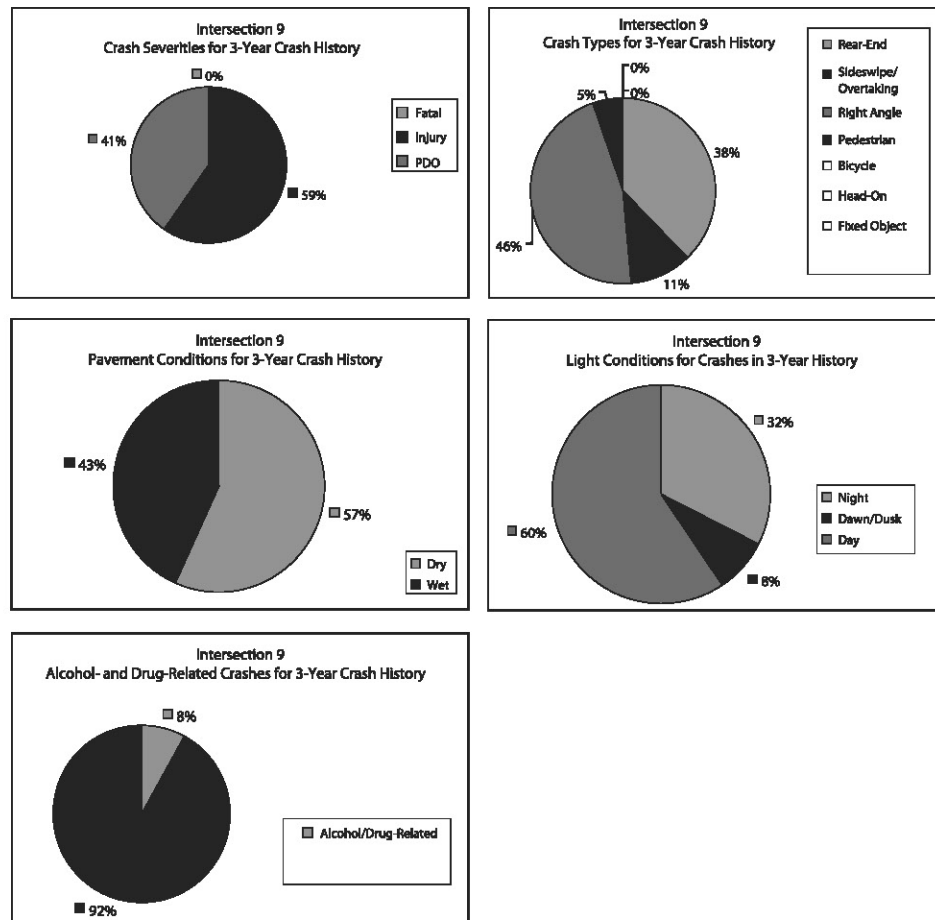 Intersection 9
Crash Severities for 3-Year Crash History
0%
41%
59%
Fatal
Injury
PDO
Intersection 9
Crash Types for 3-Year Crash History
0%
0%
5%
38%
46%
11%
Rear-End
Sideswipe/
Overtaking
Right Angle
Pedestrian
Bicycle
Head-On
Fixed Object
Intersection 9
Pavement Conditions for 3-Year Crash History
43%
57%
Dry
Wet
Intersection 9
Light Conditions for Crashes in 3-Year History
32%
60%
8%
Night
Dawn/Dusk
Day
Intersection 9
Alcohol- and Drug-Related Crashes for 3-Year Crash History
8%
92%
Alcohol/Drug-Related